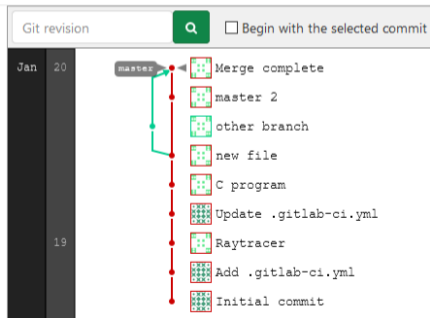 Git revision Begin with the selected commit
Jan 20 master Merge complete
master 2
other branch
new file
C program
Update .gitlab-ci.yml
19 Raytracer
Add .gitlab-ci.yml
Initial commit